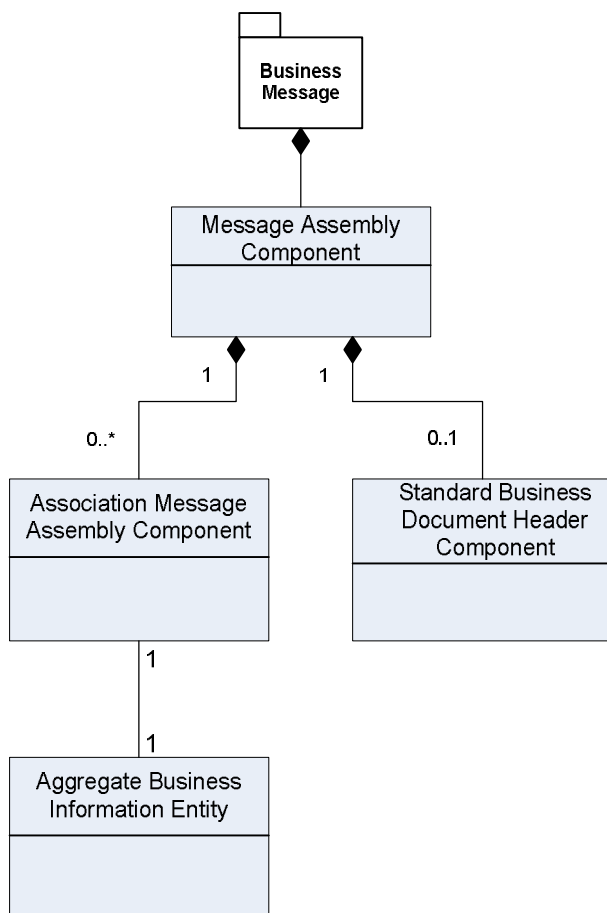 Business
Message
Message Assembly
Component
1
1
0..*
0..1
Association Message
Assembly Component
Standard Business
Document Header
Component
1
1
Aggregate Business
Information Entity